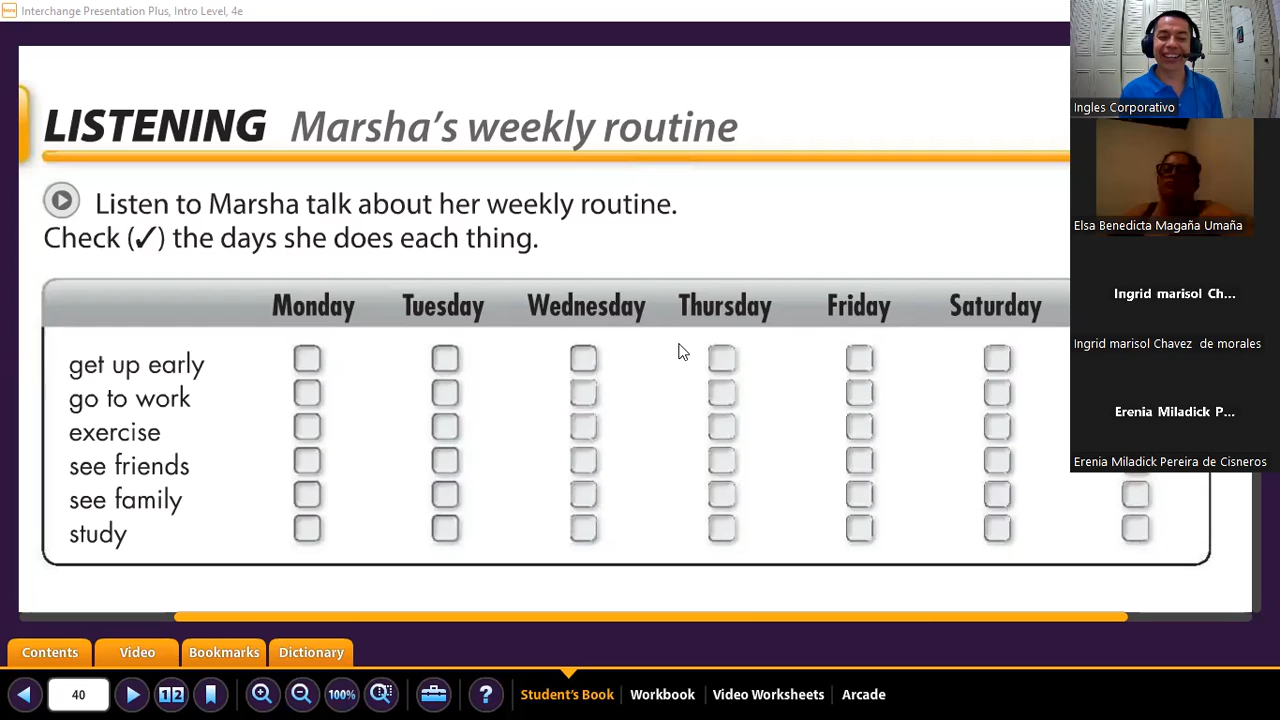 Interchange Presentation Plus, Intro Level, 4e
LISTENING Marsha's weekly routine
Listen to Marsha talk about her weekly routine.
Check (✓) the days she does each thing.
Monday Tuesday Wednesday Thursday Friday Saturday
get up early
go to work
exercise
see friends
see family
study
Ingles Corporativo
Elsa Benedicta Magaña Umaña
Ingrid marisol Ch...
Ingrid marisol Chavez de morales
Erenia Miladick P...
Erenia Miladick Pereira de Cisneros
Contents Video Bookmarks Dictionary
40 1 2 100% ? Student's Book Workbook Video Worksheets Arcade